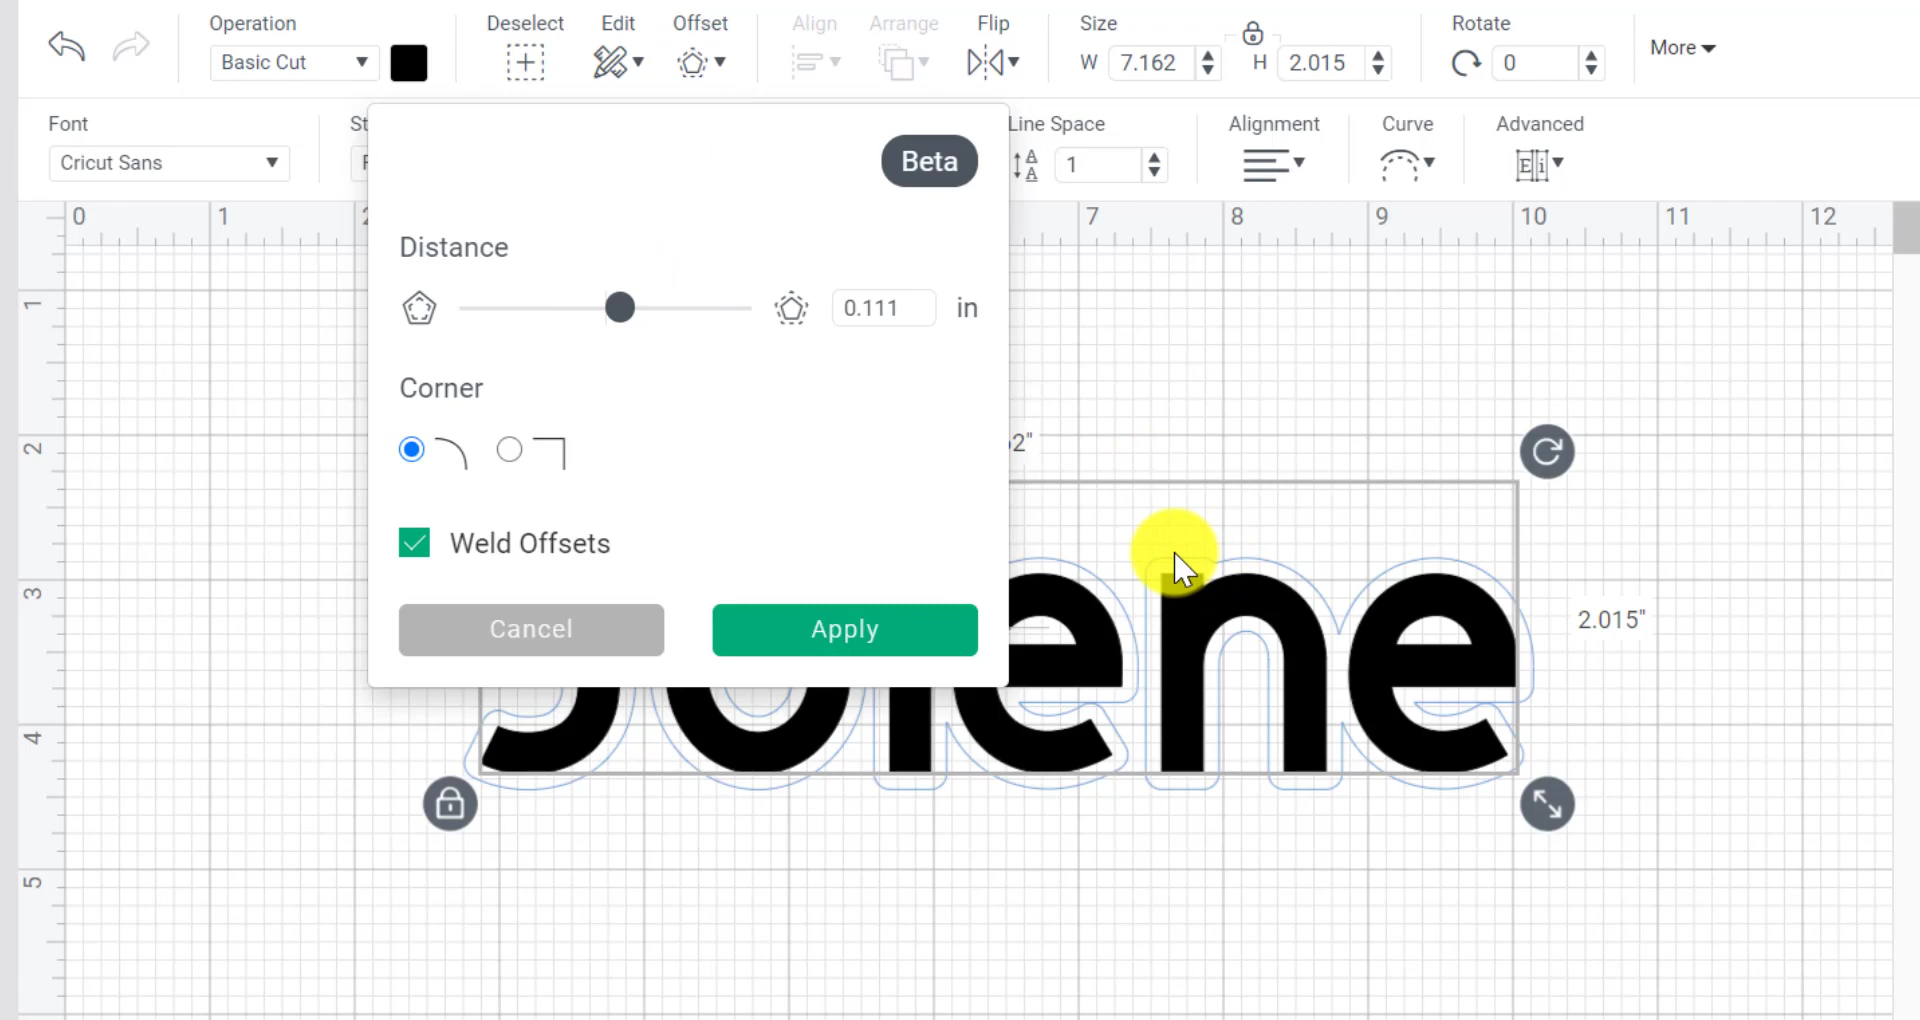 Operation Deselect Edit Offset Align Arrange Flip Size Rotate
Basic Cut W 7.162 H 2.015 0 More
Font Line Space Alignment Curve Advanced
Cricut Sans 1
Beta
0 1 7 8 9 10 11 12
Distance
0.111 in
Corner
Weld Offsets
Cancel Apply
2.015"
1
2
3
4
5